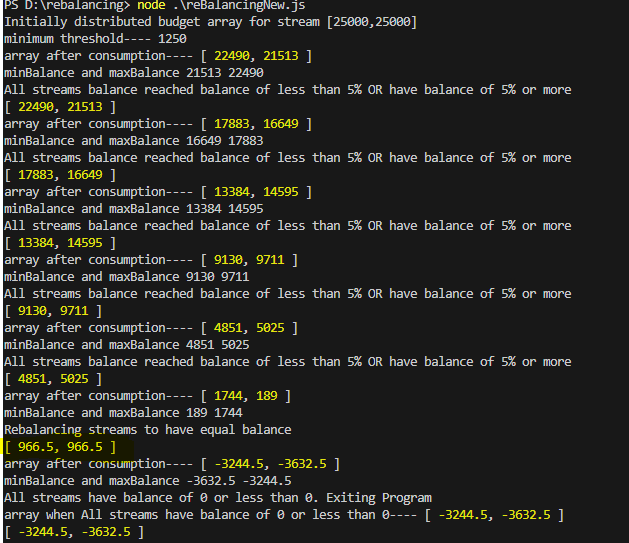 PS D:\rebalancing> node .\reBalancingNew.js
Initially distributed budget array for stream [25000,25000]
minimum threshold---- 1250
array after consumption---- [ 22490, 21513 ]
minBalance and maxBalance 21513 22490
All streams balance reached balance of less than 5% OR have balance of 5% or more
[ 22490, 21513 ]
array after consumption---- [ 17883, 16649 ]
minBalance and maxBalance 16649 17883
All streams balance reached balance of less than 5% OR have balance of 5% or more
[ 17883, 16649 ]
array after consumption---- [ 13384, 14595 ]
minBalance and maxBalance 13384 14595
All streams balance reached balance of less than 5% OR have balance of 5% or more
[ 13384, 14595 ]
array after consumption---- [ 9130, 9711 ]
minBalance and maxBalance 9130 9711
All streams balance reached balance of less than 5% OR have balance of 5% or more
[ 9130, 9711 ]
array after consumption---- [ 4851, 5025 ]
minBalance and maxBalance 4851 5025
All streams balance reached balance of less than 5% OR have balance of 5% or more
[ 4851, 5025 ]
array after consumption---- [ 1744, 189 ]
minBalance and maxBalance 189 1744
Rebalancing streams to have equal balance
[ 966.5, 966.5 ]
array after consumption---- [ -3244.5, -3632.5 ]
minBalance and maxBalance -3632.5 -3244.5
All streams have balance of 0 or less than 0. Exiting Program
array when All streams have balance of 0 or less than 0---- [ -3244.5, -3632.5 ]
[ -3244.5, -3632.5 ]